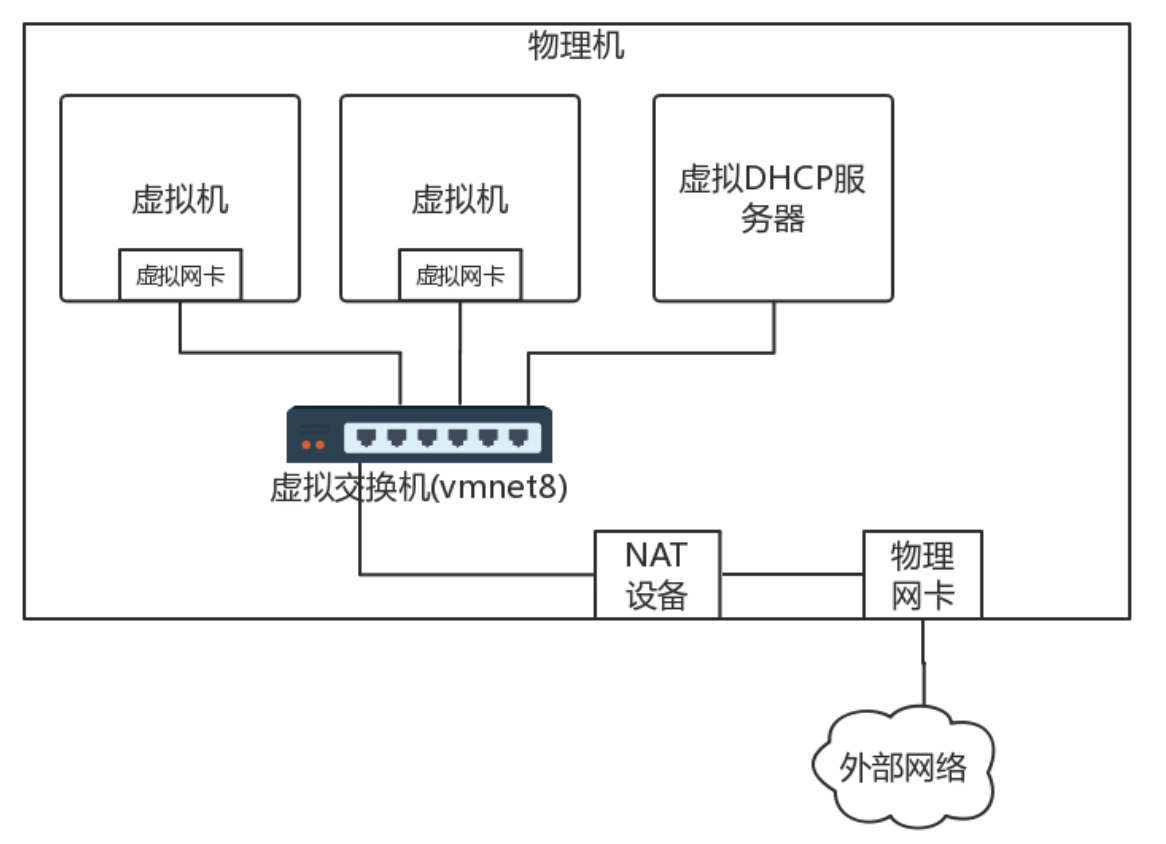 物理机
虚拟机
虚拟网卡
虚拟机
虚拟网卡
虚拟DHCP服
务器
虚拟交换机(vmnet8)
NAT
设备
物理
网卡
外部网络